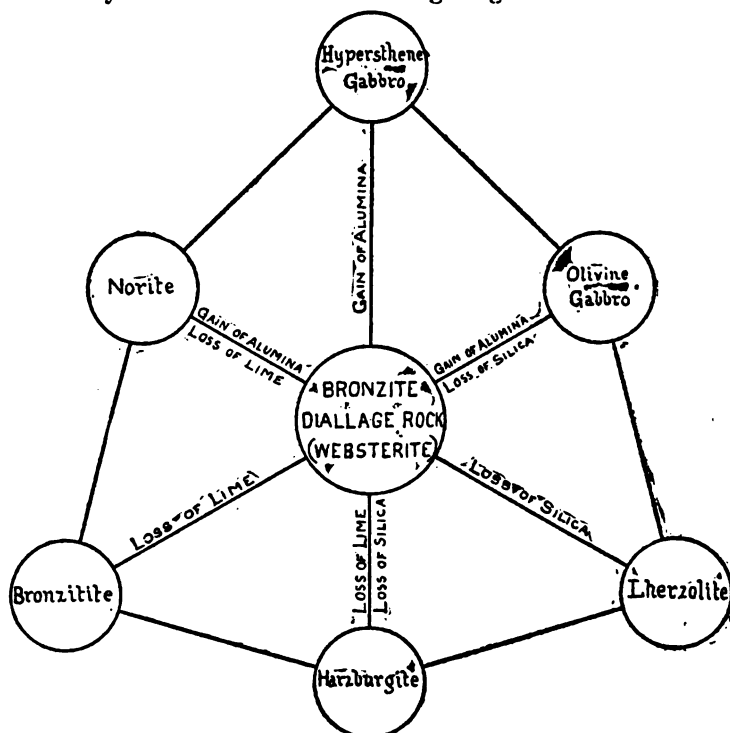 Hypersthene
Gabbro
GAIN OF ALUMINA
Norite
Olivine
Gabbro
GAIN OF ALUMINA
LOSS OF LIME
GAIN OF ALUMINA
LOSS OF SILICA
BRONZITE
DIALLAGE ROCK
(WEBSTERITE)
LOSS OF LIME
LOSS OF SILICA
LOSS OF LIME
LOSS OF SILICA
Bronzitite
Lherzolite
Harzburgite